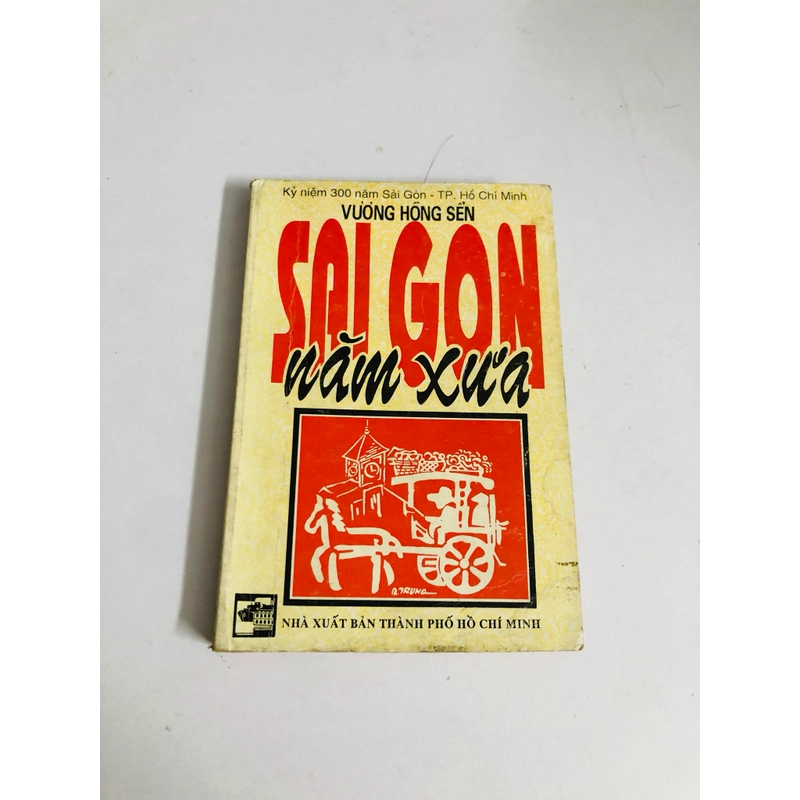 Kỷ niệm 300 năm Sài Gòn - TP. Hồ Chí Minh
VƯƠNG HỒNG SỂN
SAI GON
năm xưa
Đ.TRUNG
NHÀ XUẤT BẢN THÀNH PHỐ HỒ CHÍ MINH